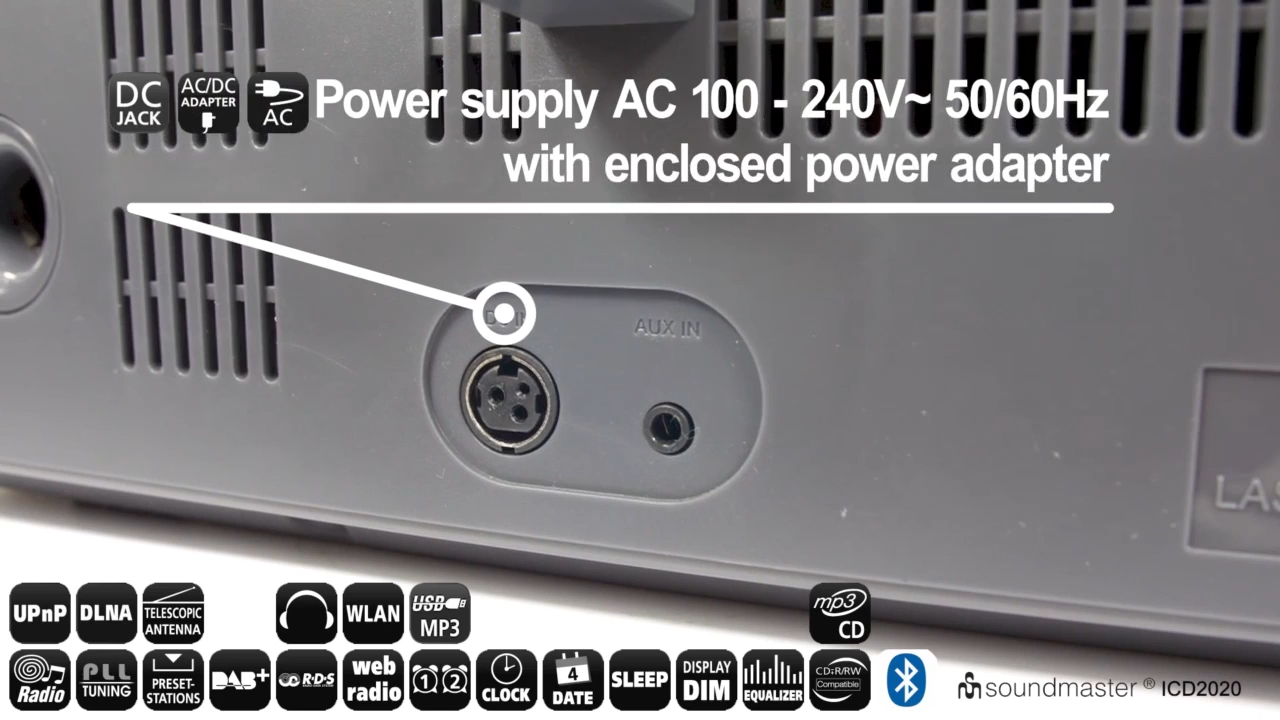 DC
JACK
AC/DC
ADAPTER
AC
Power supply AC 100 - 240V~ 50/60Hz
with enclosed power adapter
AUX IN
UPnP
DLNA
TELESCOPIC
ANTENNA
WLAN
USB
MP3
mp3
CD
Radio
PLL
TUNING
PRESET-
STATIONS
DAB+
R·D·S
web
radio
1 2
CLOCK
4
DATE
SLEEP
DISPLAY
DIM
EQUALIZER
CD-R/RW
Compatible
soundmaster ® ICD2020